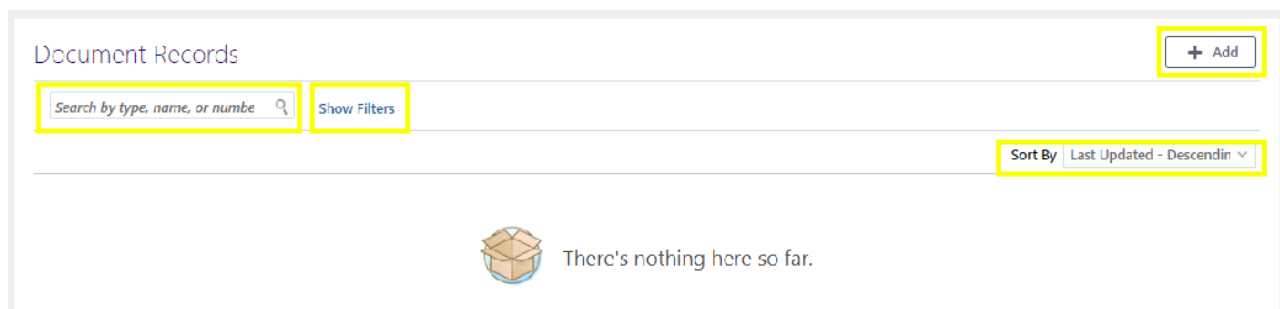 Document Records
+ Add
Search by type, name, or numbe
Show Filters
Sort By Last Updated - Descendin
There's nothing here so far.